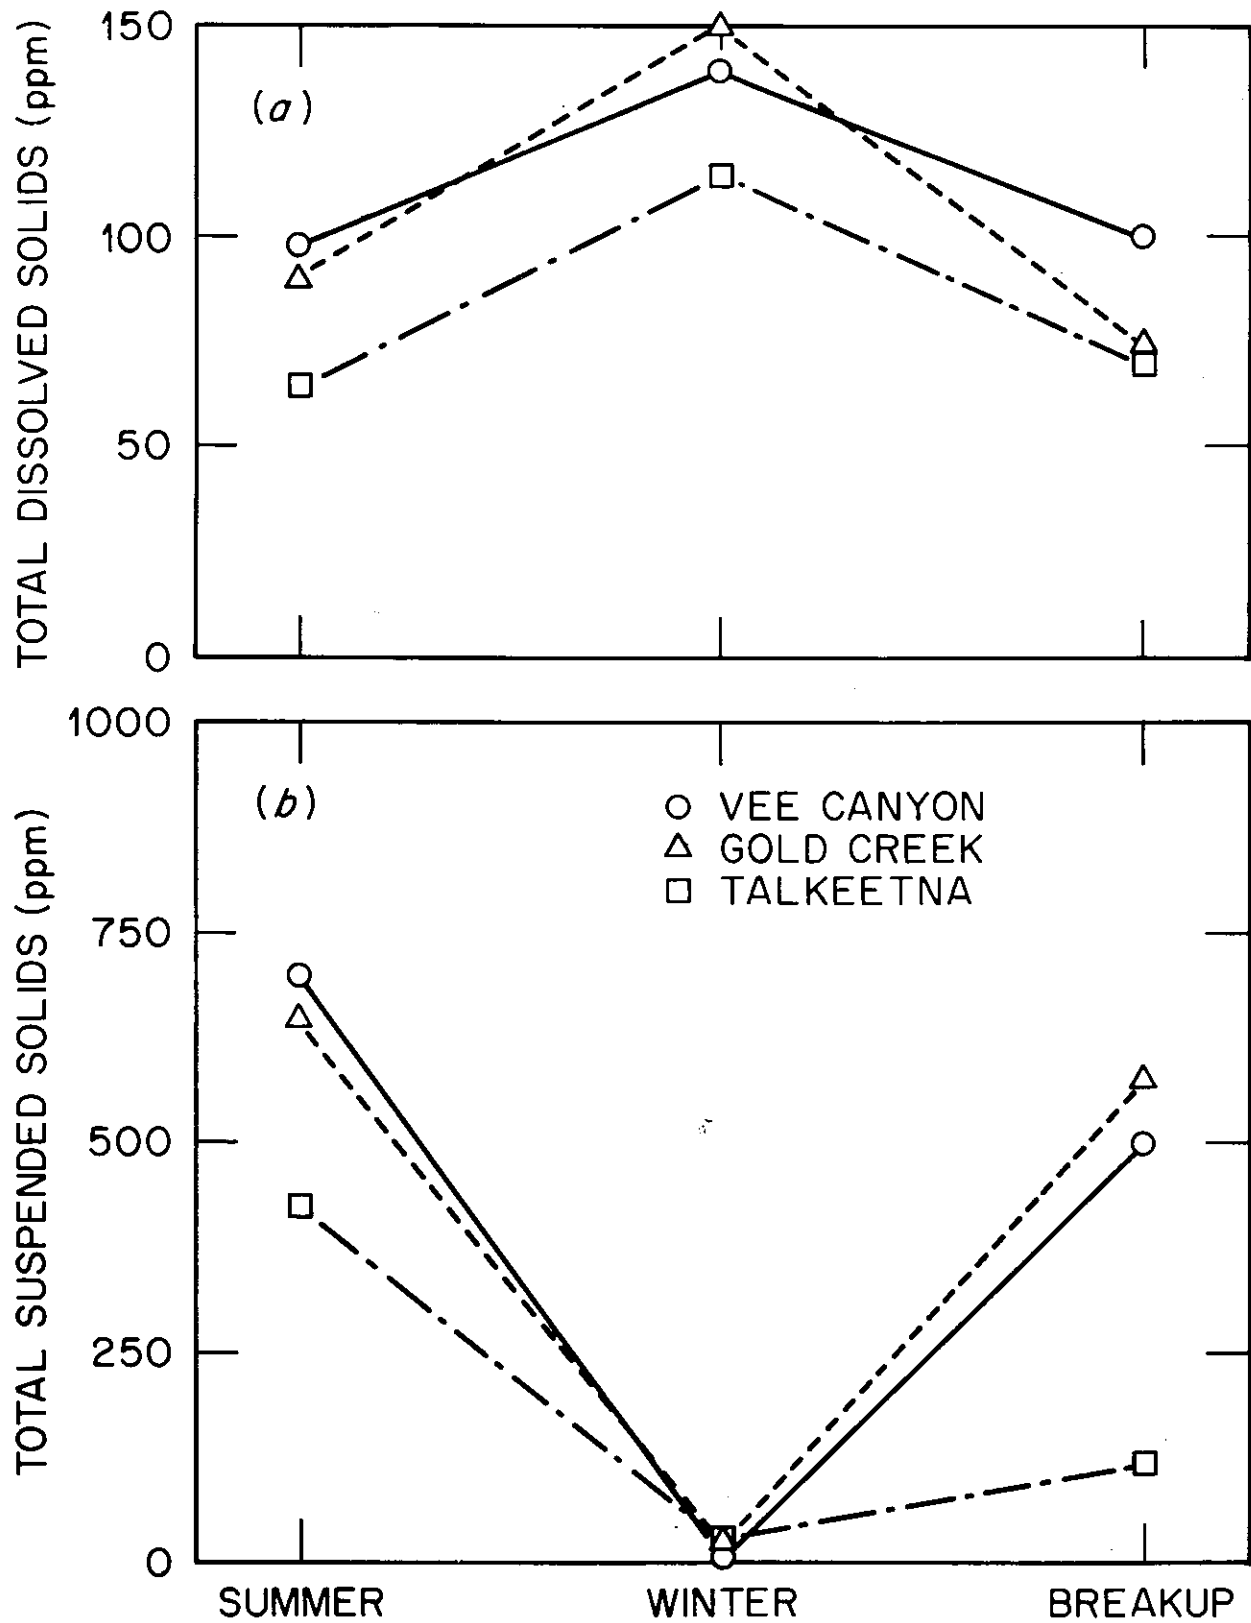 TOTAL DISSOLVED SOLIDS (ppm)
150
100
50
0
(a)
TOTAL SUSPENDED SOLIDS (ppm)
1000
750
500
250
0
(b)
VEE CANYON
GOLD CREEK
TALKEETNA
SUMMER WINTER BREAKUP